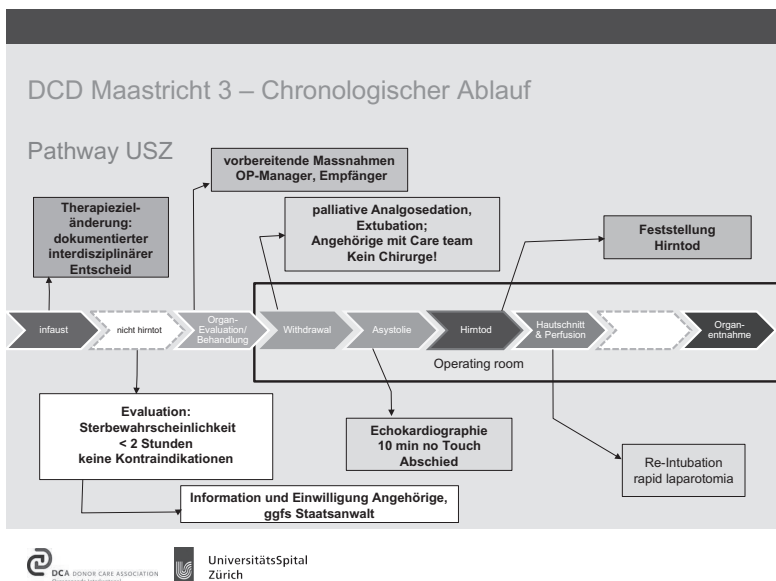 DCD Maastricht 3 – Chronologischer Ablauf
Pathway USZ
vorbereitende Massnahmen
OP-Manager, Empfänger
Therapieziel-
änderung:
dokumentierter
interdisziplinärer
Entscheid
palliative Analgosedation,
Extubation;
Angehörige mit Care team
Kein Chirurge!
Feststellung
Hirntod
infaust
nicht hirntot
Organ-
Evaluation/
Behandlung
Withdrawal
Asystolie
Hirntod
Hautschnitt
& Perfusion
Organ-
entnahme
Operating room
Evaluation:
Sterbewahrscheinlichkeit
< 2 Stunden
keine Kontraindikationen
Echokardiographie
10 min no Touch
Abschied
Re-Intubation
rapid laparotomia
Information und Einwilligung Angehörige,
ggfs Staatsanwalt
DCA DONOR CARE ASSOCIATION
UniversitätsSpital
Zürich